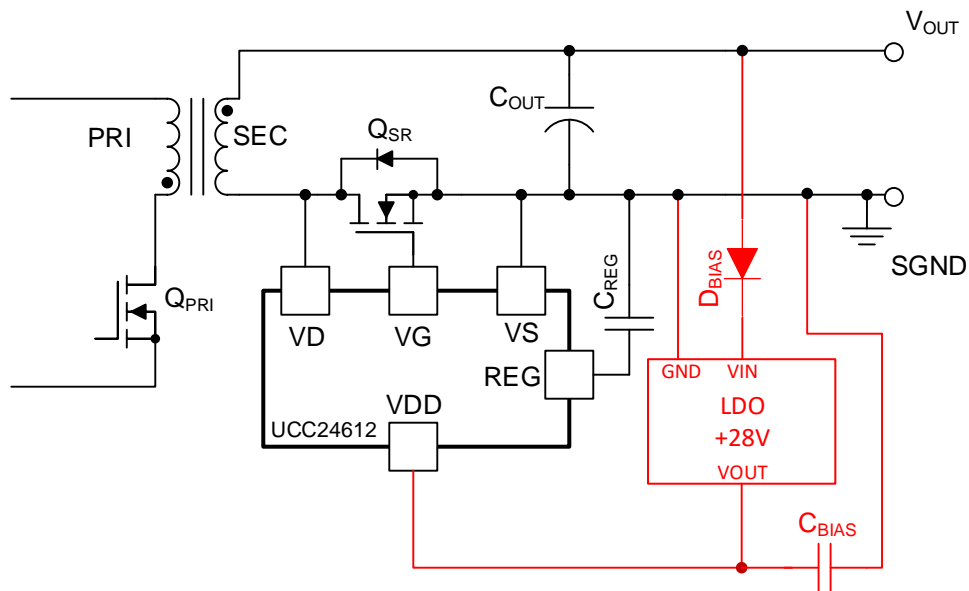 VOUT
COUT
QSR
PRI
SEC
SGND
CREG
DBIAS
QPRI
VD
VG
VS
REG
GND
VIN
LDO
+28V
VOUT
VDD
UCC24612
CBIAS